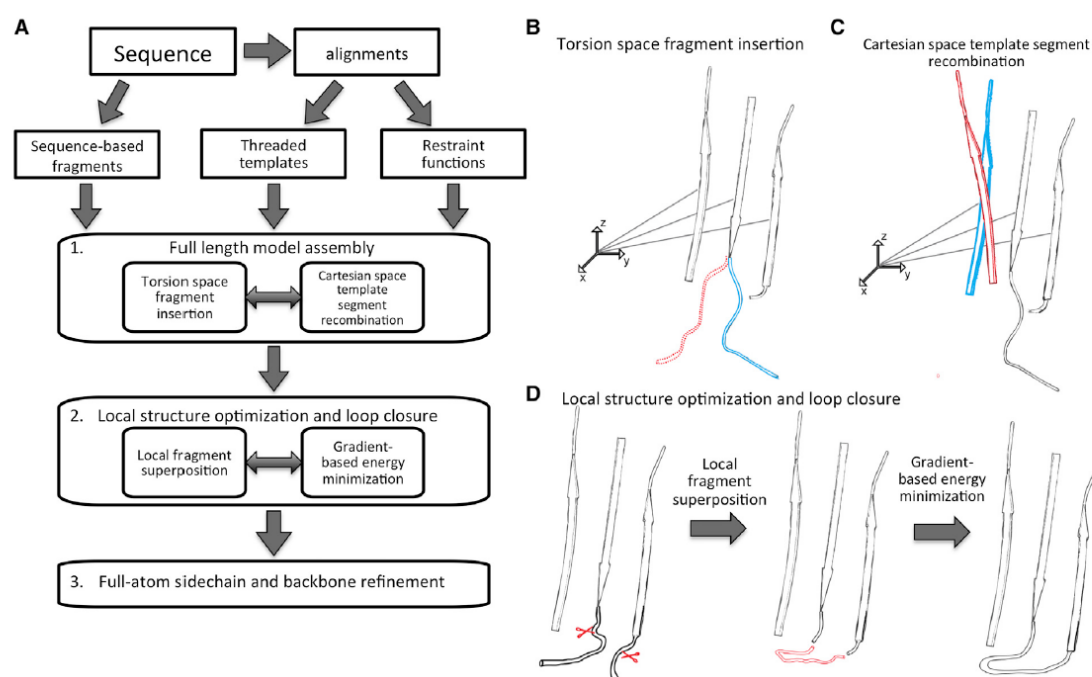 A
Sequence
alignments
Sequence-based
fragments
Threaded
templates
Restraint
functions
1.
Full length model assembly
Torsion space
fragment
insertion
Cartesian space
template
segment
recombination
2. Local structure optimization and loop closure
Local fragment
superposition
Gradient-
based energy
minimization
3. Full-atom sidechain and backbone refinement
B
Torsion space fragment insertion
z
y
x
C
Cartesian space template segment
recombination
z
y
x
D
Local structure optimization and loop closure
Local
fragment
superposition
Gradient-
based energy
minimization